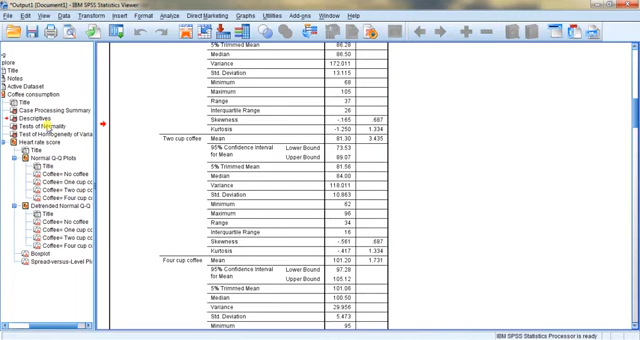 *Output1 [Document1] - IBM SPSS Statistics Viewer
File Edit View Data Transform Insert Format Analyze Direct Marketing Graphs Utilities Add-ons Window Help
plore
Title
Notes
Active Dataset
Coffee consumption
Title
Case Processing Summary
Descriptives
Tests of Normality
Test of Homogeneity of Varia
Heart rate score
Title
Normal Q-Q Plots
Title
Coffee= No coffee
Coffee= One cup co
Coffee= Two cup co
Coffee= Four cup co
Detrended Normal Q-Q
Title
Coffee= No coffee
Coffee= One cup co
Coffee= Two cup co
Coffee= Four cup co
Boxplot
Spread-versus-Level P
5% Trimmed Mean 86.28
Median 86.50
Variance 172.011
Std. Deviation 13.115
Minimum 68
Maximum 105
Range 37
Interquartile Range 26
Skewness -.165 .687
Kurtosis -1.250 1.334
Two cup coffee Mean 81.30 3.435
95% Confidence Interval for Mean Lower Bound 73.53
Upper Bound 89.07
5% Trimmed Mean 81.56
Median 84.00
Variance 118.011
Std. Deviation 10.863
Minimum 62
Maximum 96
Range 34
Interquartile Range 16
Skewness -.561 .687
Kurtosis -.417 1.334
Four cup coffee Mean 101.20 1.731
95% Confidence Interval for Mean Lower Bound 97.28
Upper Bound 105.12
5% Trimmed Mean 101.06
Median 100.50
Variance 29.956
Std. Deviation 5.473
Minimum 95
IBM SPSS Statistics Processor is ready